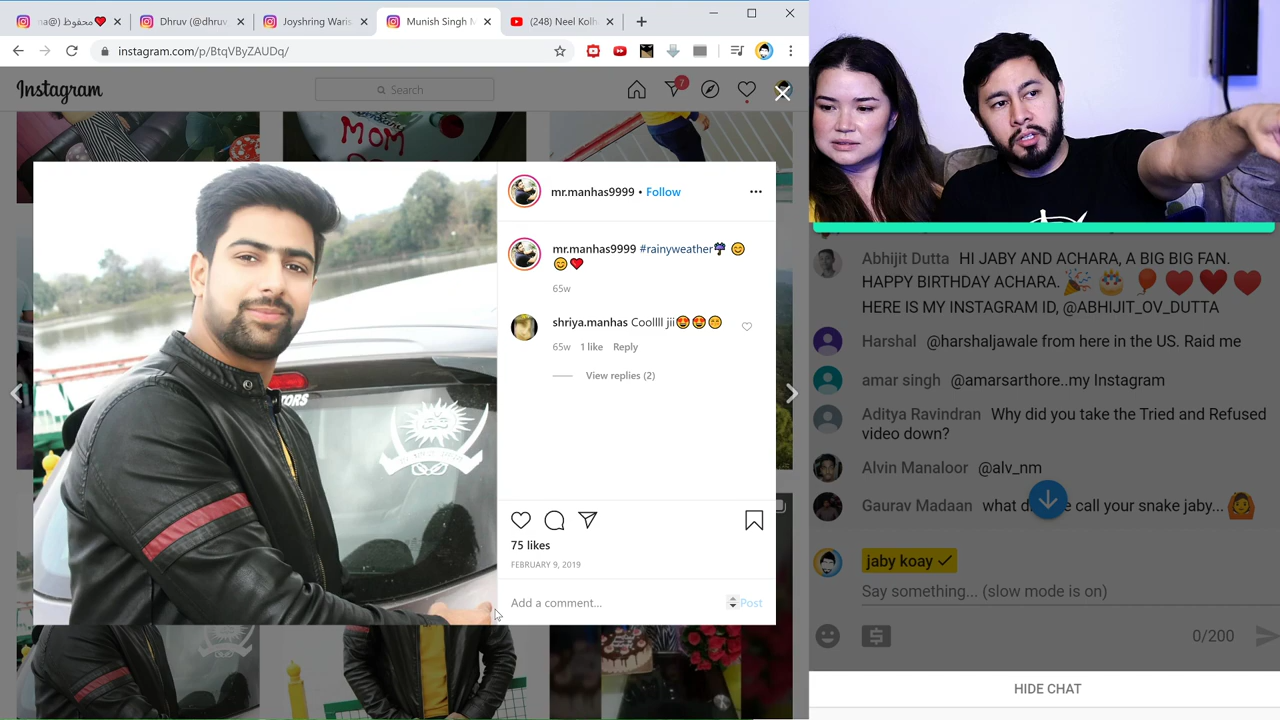 محفوظ
Dhruv (@dhruv
Joyshring Waris
Munish Singh M
(248) Neel Kolh
instagram.com/p/BtqVByZAUDq/
Instagram
Search
7
MOM
mr.manhas9999 • Follow
mr.manhas9999 #rainyweather☔ 😊
😊❤️
65w
shriya.manhas Coollll jii😍😍😊
65w 1 like Reply
View replies (2)
75 likes
FEBRUARY 9, 2019
Add a comment...
Post
Abhijit Dutta HI JABY AND ACHARA, A BIG BIG FAN.
HAPPY BIRTHDAY ACHARA. 🎉 🎂 🎈 ❤️ ❤️ ❤️
HERE IS MY INSTAGRAM ID, @ABHIJIT_OV_DUTTA
Harshal @harshaljawale from here in the US. Raid me
amar singh @amarsarthore..my Instagram
Aditya Ravindran Why did you take the Tried and Refused
video down?
Alvin Manaloor @alv_nm
Gaurav Madaan what call your snake jaby... 🙆
jaby koay ✓
Say something... (slow mode is on)
0/200
HIDE CHAT